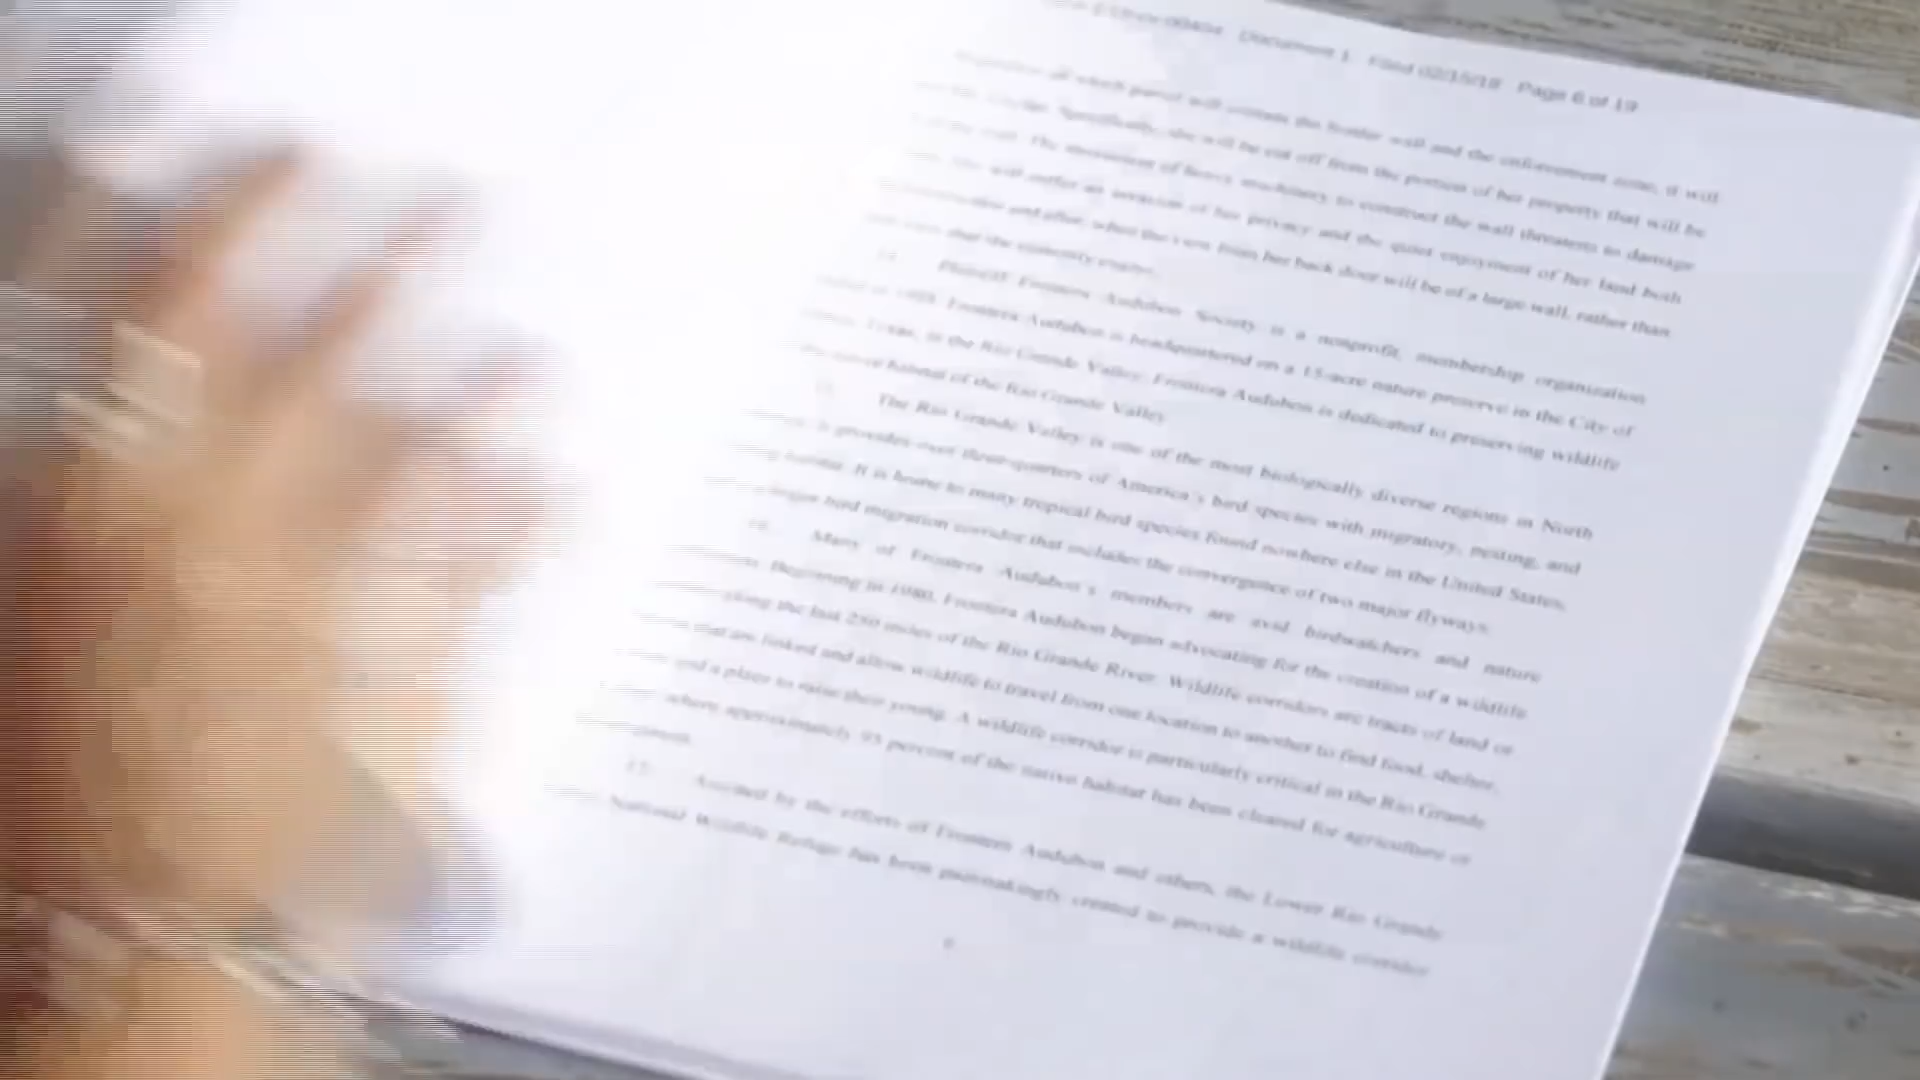 Document 1 Filed 02/15/19 Page 6 of 19
of which parcel will contain the border wall and the enforcement zone, it will
Specifically, she will be cut off from the portion of her property that will be
The movement of heavy machinery to construct the wall threatens to damage
will suffer an invasion of her privacy and the quiet enjoyment of her land both
and after, when the view from her back door will be of a large wall, rather than
that she currently enjoys.
Plaintiff Frontera Audubon Society is a nonprofit, membership organization
Frontera Audubon is headquartered on a 15-acre nature preserve in the City of
Texas, in the Rio Grande Valley. Frontera Audubon is dedicated to preserving wildlife
habitat of the Rio Grande Valley.
The Rio Grande Valley is one of the most biologically diverse regions in North
It provides over three-quarters of America's bird species with migratory, nesting, and
habitat. It is home to many tropical bird species found nowhere else in the United States,
bird migration corridor that includes the convergence of two major flyways.
Many of Frontera Audubon's members are avid birdwatchers and nature
Beginning in 1980, Frontera Audubon began advocating for the creation of a wildlife
along the last 250 miles of the Rio Grande River. Wildlife corridors are tracts of land or
that are linked and allow wildlife to travel from one location to another to find food, shelter,
and a place to raise their young. A wildlife corridor is particularly critical in the Rio Grande
where approximately 95 percent of the native habitat has been cleared for agriculture or
17. Assisted by the efforts of Frontera Audubon and others, the Lower Rio Grande
National Wildlife Refuge has been painstakingly created to provide a wildlife corridor